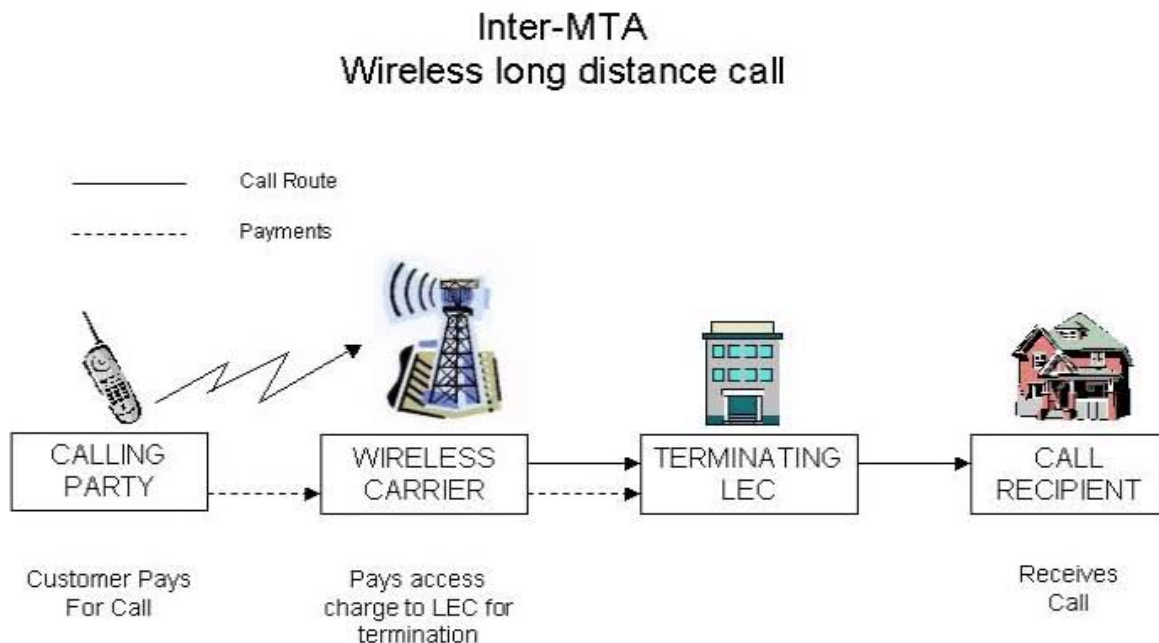 Inter-MTA
Wireless long distance call
Call Route
Payments
CALLING
PARTY
WIRELESS
CARRIER
TERMINATING
LEC
CALL
RECIPIENT
Customer Pays
For Call
Pays access
charge to LEC for
termination
Receives
Call